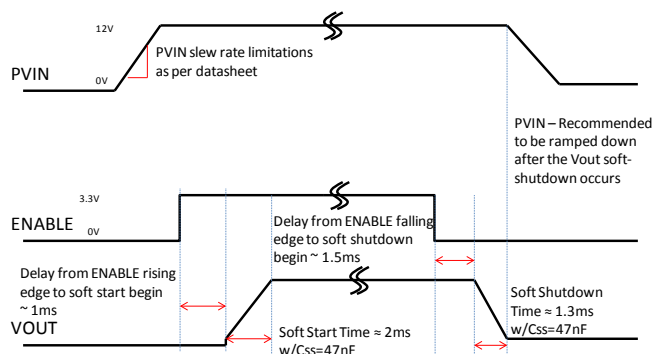 12V
PVIN slew rate limitations
as per datasheet
PVIN
0V
PVIN – Recommended
to be ramped down
after the Vout soft-
shutdown occurs
3.3V
ENABLE
0V
Delay from ENABLE falling
edge to soft shutdown
begin ~ 1.5ms
Delay from ENABLE rising
edge to soft start begin
~ 1ms
VOUT
Soft Start Time ≈ 2ms
w/Css=47nF
Soft Shutdown
Time ≈ 1.3ms
w/Css=47nF